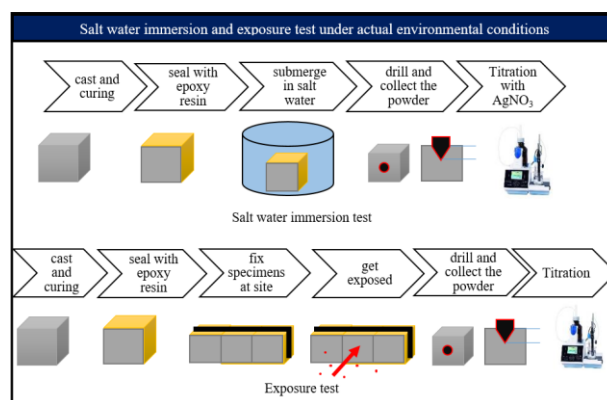 Salt water immersion and exposure test under actual environmental conditions
cast and
curing
seal with
epoxy
resin
submerge
in salt
water
drill and
collect the
powder
Titration
with
AgNO₃
Salt water immersion test
cast
and
curing
seal with
epoxy
resin
fix
specimens
at site
get
exposed
drill and
collect the
powder
Titration
Exposure test